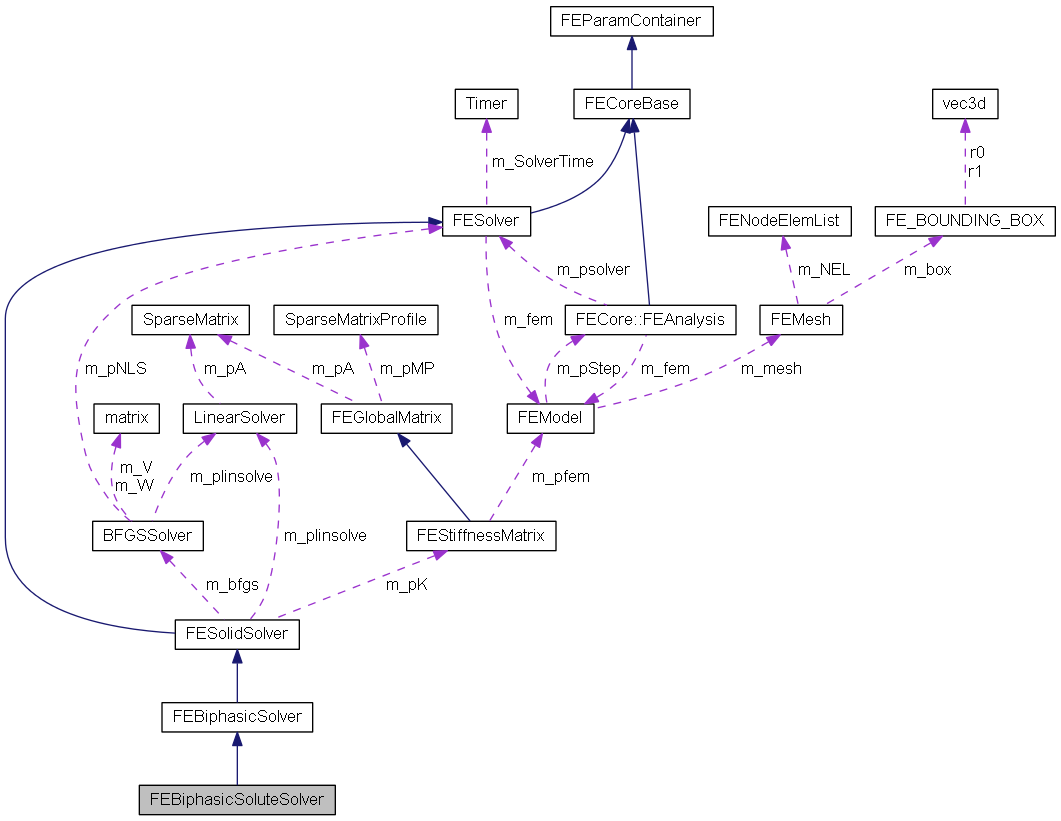 FEParamContainer
Timer
FECoreBase
vec3d
m_SolverTime
r0
r1
FESolver
FENodeElemList
FE_BOUNDING_BOX
m_psolver
m_NEL
m_box
SparseMatrix
SparseMatrixProfile
m_fem
FECore::FEAnalysis
FEMesh
m_pNLS
m_pA
m_pA
m_pMP
m_pStep
m_fem
m_mesh
matrix
LinearSolver
FEGlobalMatrix
FEModel
m_V
m_W
m_plinsolve
m_pfem
BFGSSolver
m_plinsolve
FEStiffnessMatrix
m_bfgs
m_pK
FESolidSolver
FEBiphasicSolver
FEBiphasicSoluteSolver